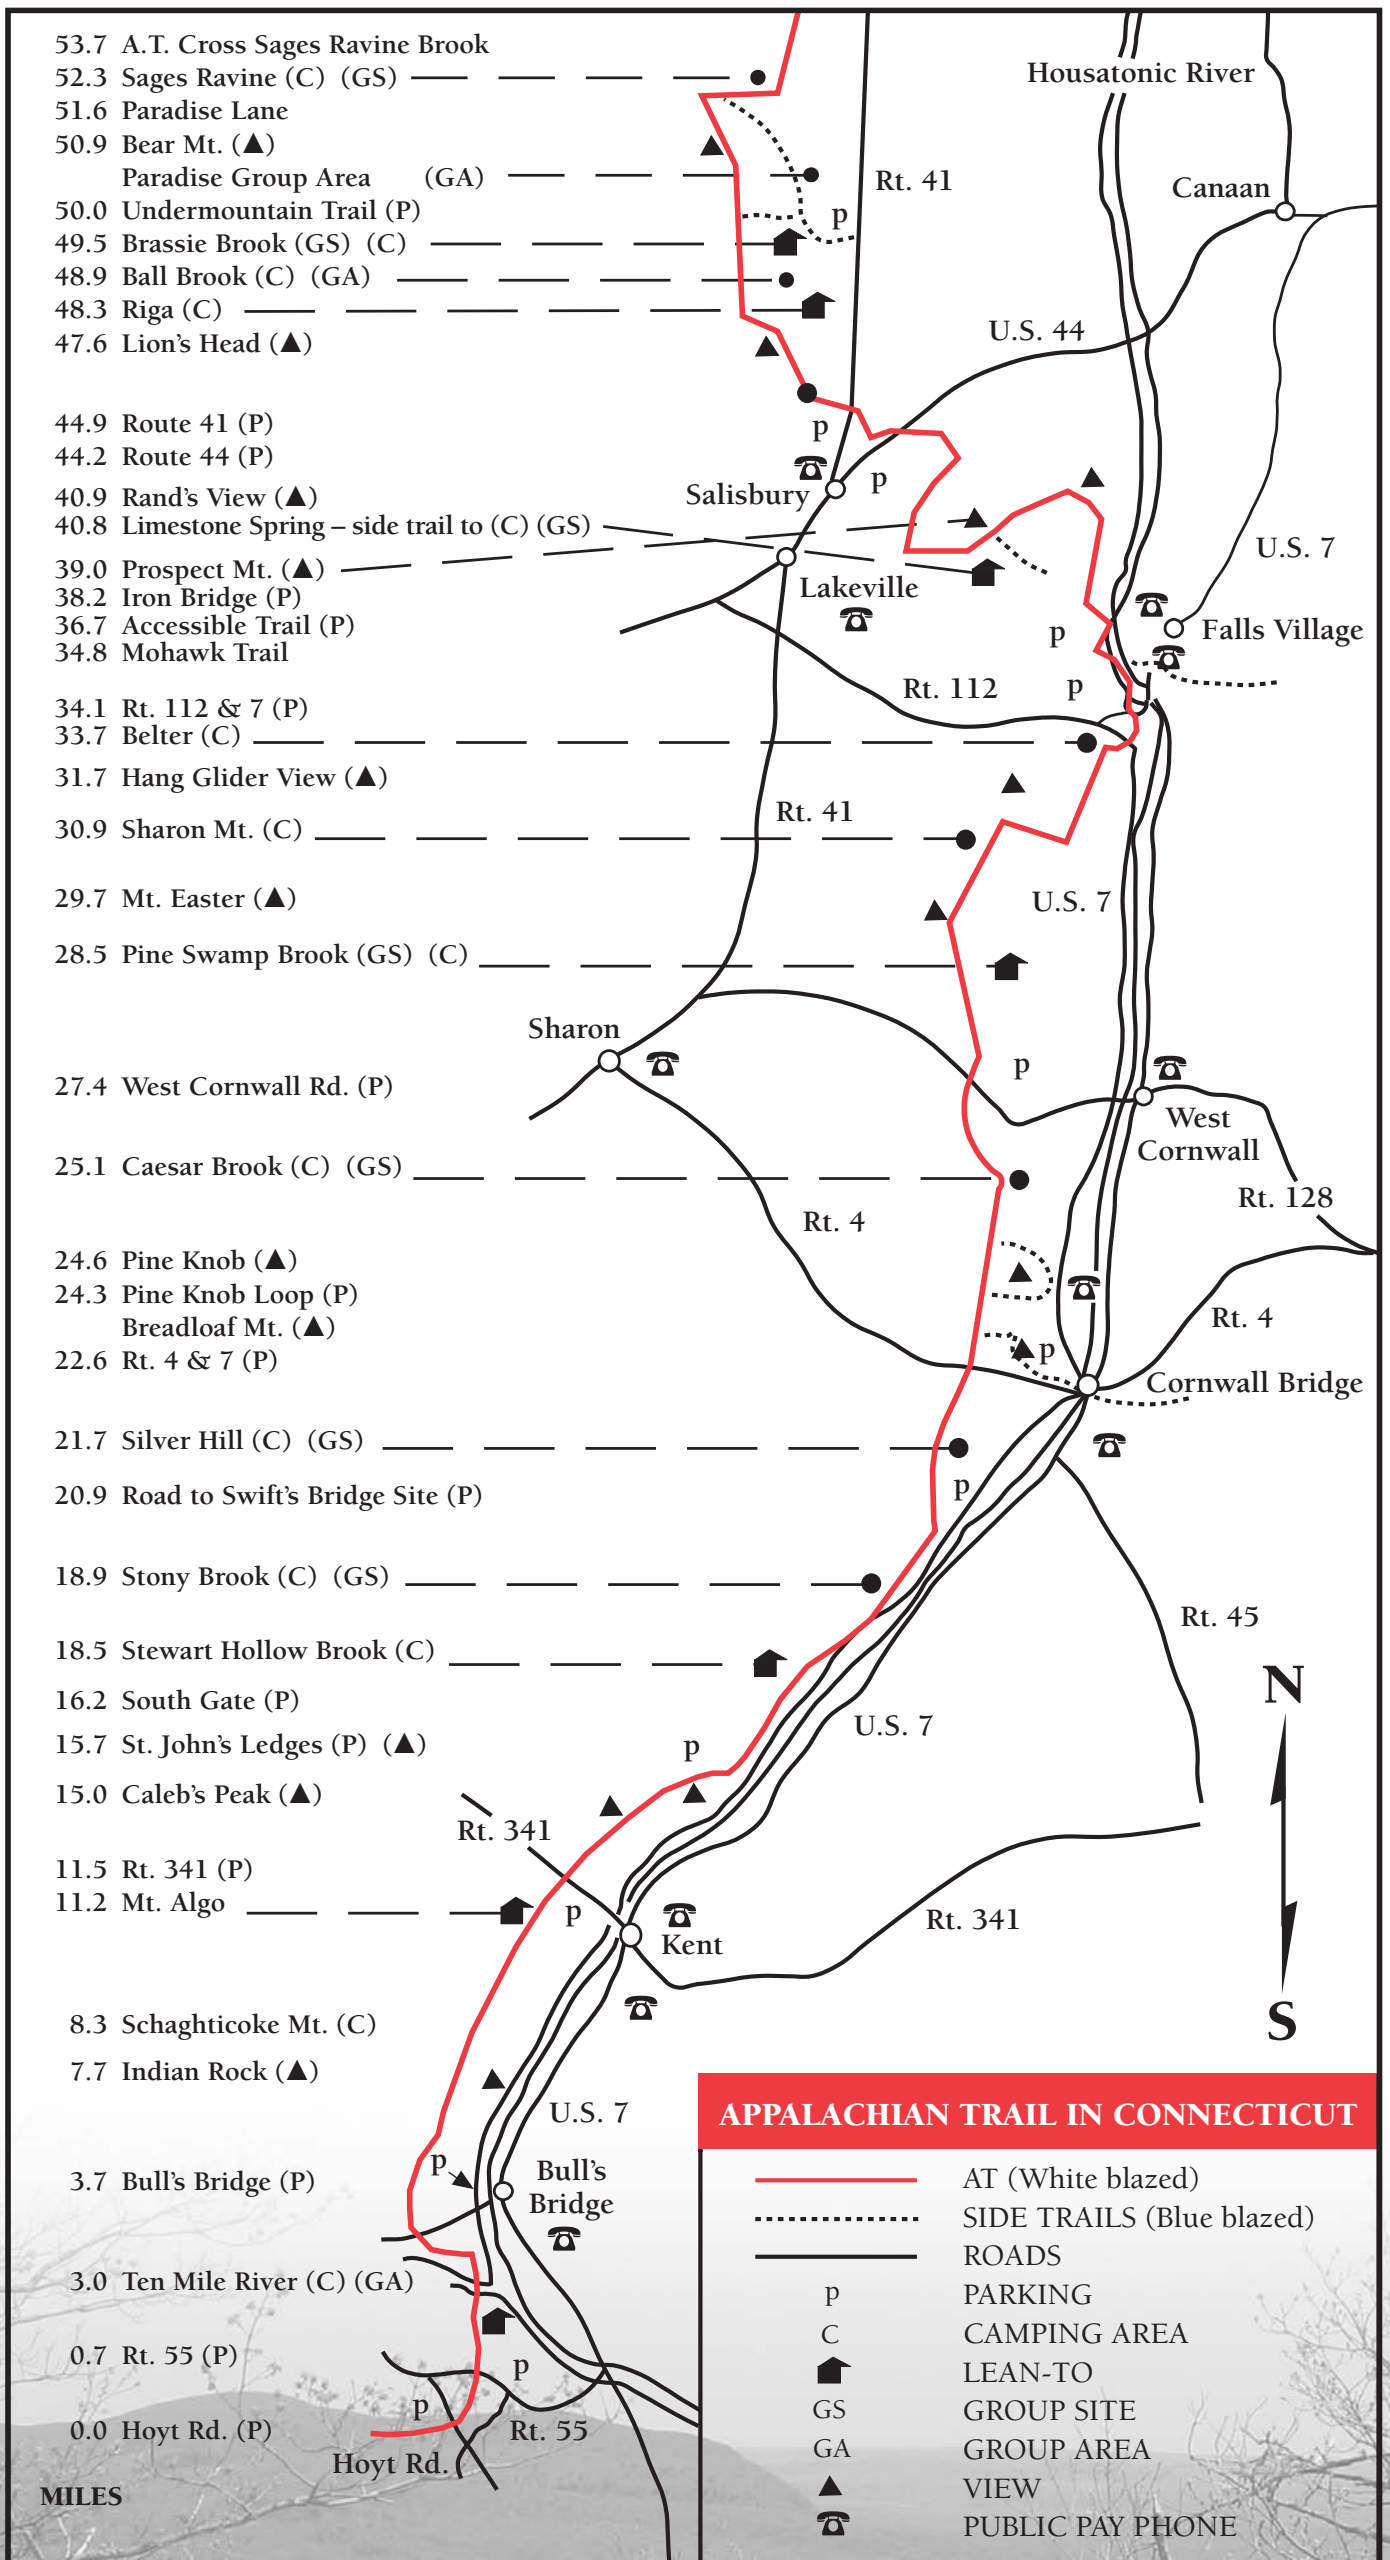 53.7 A.T. Cross Sages Ravine Brook
52.3 Sages Ravine (C) (GS)
51.6 Paradise Lane
50.9 Bear Mt. (▲)
Paradise Group Area (GA)
50.0 Undermountain Trail (P)
49.5 Brassie Brook (GS) (C)
48.9 Ball Brook (C) (GA)
48.3 Riga (C)
47.6 Lion's Head (▲)
44.9 Route 41 (P)
44.2 Route 44 (P)
40.9 Rand's View (▲)
40.8 Limestone Spring – side trail to (C) (GS)
39.0 Prospect Mt. (▲)
38.2 Iron Bridge (P)
36.7 Accessible Trail (P)
34.8 Mohawk Trail
34.1 Rt. 112 & 7 (P)
33.7 Belter (C)
31.7 Hang Glider View (▲)
30.9 Sharon Mt. (C)
29.7 Mt. Easter (▲)
28.5 Pine Swamp Brook (GS) (C)
27.4 West Cornwall Rd. (P)
25.1 Caesar Brook (C) (GS)
24.6 Pine Knob (▲)
24.3 Pine Knob Loop (P)
Breadloaf Mt. (▲)
22.6 Rt. 4 & 7 (P)
21.7 Silver Hill (C) (GS)
20.9 Road to Swift's Bridge Site (P)
18.9 Stony Brook (C) (GS)
18.5 Stewart Hollow Brook (C)
16.2 South Gate (P)
15.7 St. John's Ledges (P) (▲)
15.0 Caleb's Peak (▲)
11.5 Rt. 341 (P)
11.2 Mt. Algo
8.3 Schaghticoke Mt. (C)
7.7 Indian Rock (▲)
3.7 Bull's Bridge (P)
3.0 Ten Mile River (C) (GA)
0.7 Rt. 55 (P)
0.0 Hoyt Rd. (P)
MILES
Housatonic River
Rt. 41
Canaan
p
U.S. 44
p
p
Salisbury
U.S. 7
Lakeville
p
Falls Village
Rt. 112
p
Rt. 41
U.S. 7
Sharon
p
West
Cornwall
Rt. 128
Rt. 4
Rt. 4
p
Cornwall Bridge
p
Rt. 45
N
U.S. 7
p
Rt. 341
p
Rt. 341
Kent
S
U.S. 7
p
Bull's
Bridge
p
p
Rt. 55
Hoyt Rd.
APPALACHIAN TRAIL IN CONNECTICUT
AT (White blazed)
SIDE TRAILS (Blue blazed)
ROADS
p PARKING
C CAMPING AREA
LEAN-TO
GS GROUP SITE
GA GROUP AREA
▲ VIEW
PUBLIC PAY PHONE